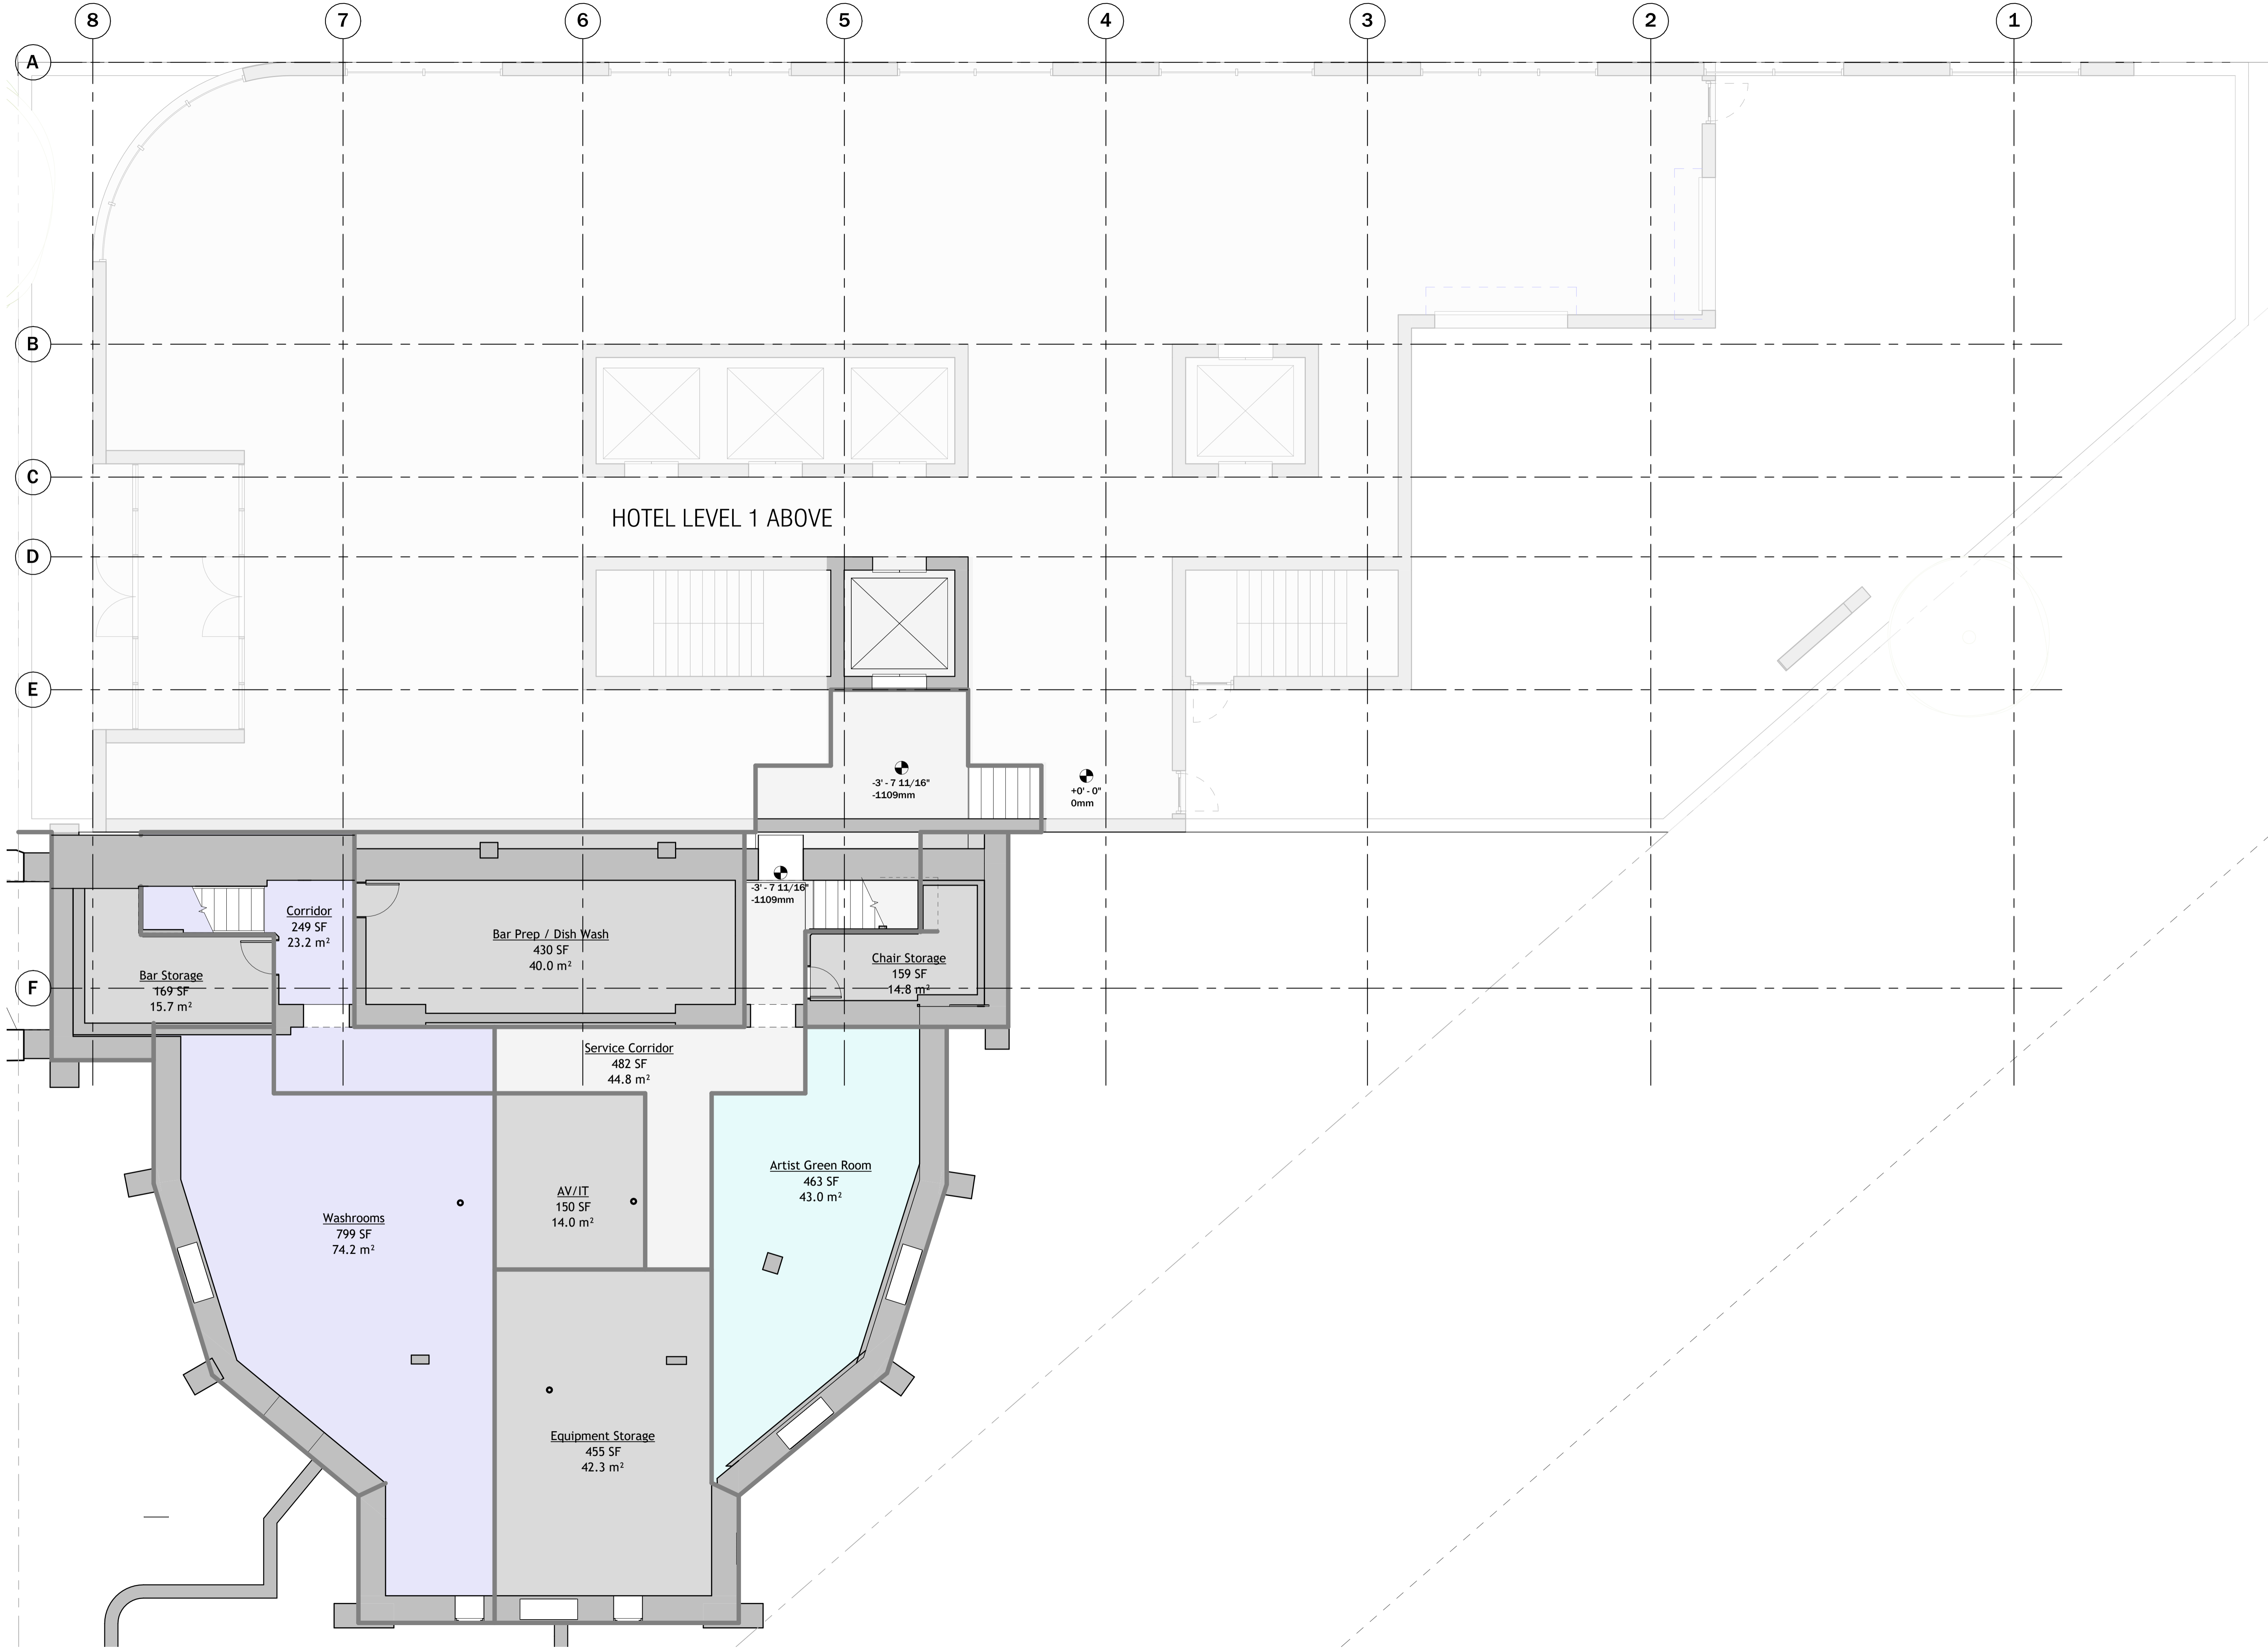 8
7
6
5
4
3
2
1
A
B
C
HOTEL LEVEL 1 ABOVE
D
E
-3' - 7 11/16"
-1109mm
+0' - 0"
0mm
-3' - 7 11/16"
-1109mm
Corridor
249 SF
23.2 m²
Bar Prep / Dish Wash
430 SF
40.0 m²
Chair Storage
159 SF
14.8 m²
Bar Storage
169 SF
15.7 m²
F
Service Corridor
482 SF
44.8 m²
Artist Green Room
463 SF
43.0 m²
AV/IT
150 SF
14.0 m²
Washrooms
799 SF
74.2 m²
Equipment Storage
455 SF
42.3 m²